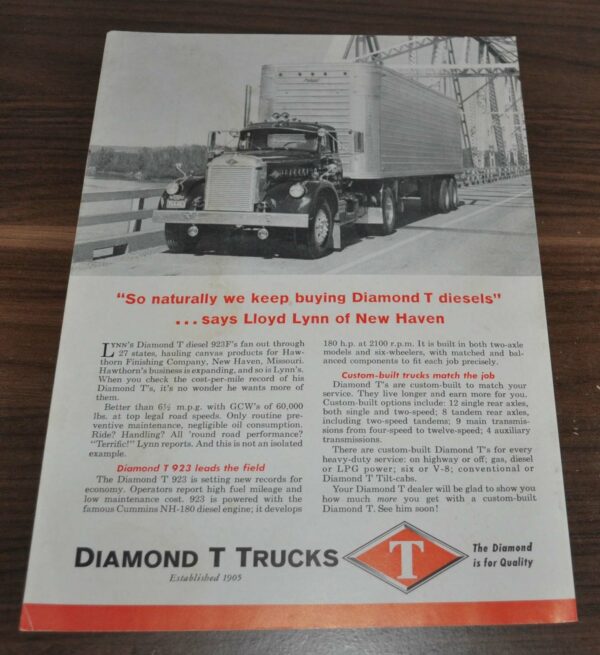 "So naturally we keep buying Diamond T diesels"
...says Lloyd Lynn of New Haven
LYNN'S Diamond T diesel 923F's fan out through
27 states, hauling canvas products for Haw-
thorn Finishing Company, New Haven, Missouri.
Hawthorn's business is expanding, and so is Lynn's.
When you check the cost-per-mile record of his
Diamond T's, it's no wonder he wants more of
them.
Better than 6½ m.p.g. with GCW's of 60,000
lbs. at top legal road speeds. Only routine pre-
ventive maintenance, negligible oil consumption.
Ride? Handling? All 'round road performance?
"Terrific!" Lynn reports. And this is not an isolated
example.
Diamond T 923 leads the field
The Diamond T 923 is setting new records for
economy. Operators report high fuel mileage and
low maintenance cost. 923 is powered with the
famous Cummins NH-180 diesel engine; it develops
180 h.p. at 2100 r.p.m. It is built in both two-axle
models and six-wheelers, with matched and bal-
anced components to fit each job precisely.
Custom-built trucks match the job
Diamond T's are custom-built to match your
service. They live longer and earn more for you.
Custom-built options include: 12 single rear axles,
both single and two-speed; 8 tandem rear axles,
including two-speed tandems; 9 main transmis-
sions from four-speed to twelve-speed; 4 auxiliary
transmissions.
There are custom-built Diamond T's for every
heavy-duty service: on highway or off; gas, diesel
or LPG power; six or V-8; conventional or
Diamond T Tilt-cabs.
Your Diamond T dealer will be glad to show you
how much more you get with a custom-built
Diamond T. See him soon!
DIAMOND T TRUCKS
Established 1905
T
The Diamond
is for Quality